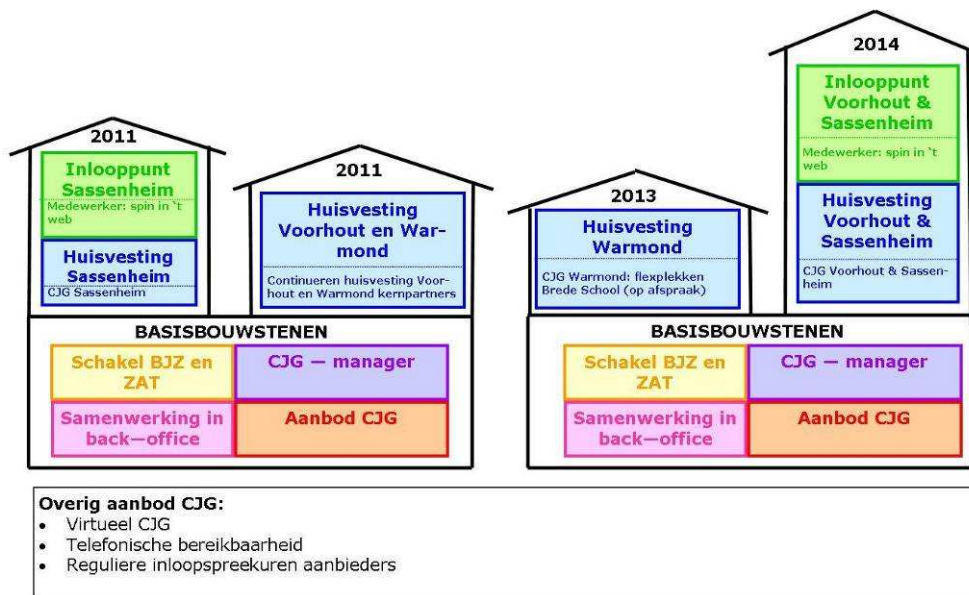 2011
Inlooppunt
Sassenheim
Medewerker: spin in ‘t
web
Huisvesting
Sassenheim
CJG Sassenheim
2011
Huisvesting
Voorhout en War-
mond
Continueren huisvesting Voor-
hout en Warmond kernpartners
BASISBOUWSTENEN
Schakel BJZ en
ZAT
CJG — manager
Samenwerking in
back—office
Aanbod CJG
2013
Huisvesting
Warmond
CJG Warmond: flexplekken
Brede School (op afspraak)
2014
Inlooppunt
Voorhout &
Sassenheim
Medewerker: spin in ‘t
web
Huisvesting
Voorhout &
Sassenheim
CJG Voorhout & Sassen-
heim
BASISBOUWSTENEN
Schakel BJZ en
ZAT
CJG — manager
Samenwerking in
back—office
Aanbod CJG
Overig aanbod CJG:
• Virtueel CJG
• Telefonische bereikbaarheid
• Reguliere inloopspreekuren aanbieders